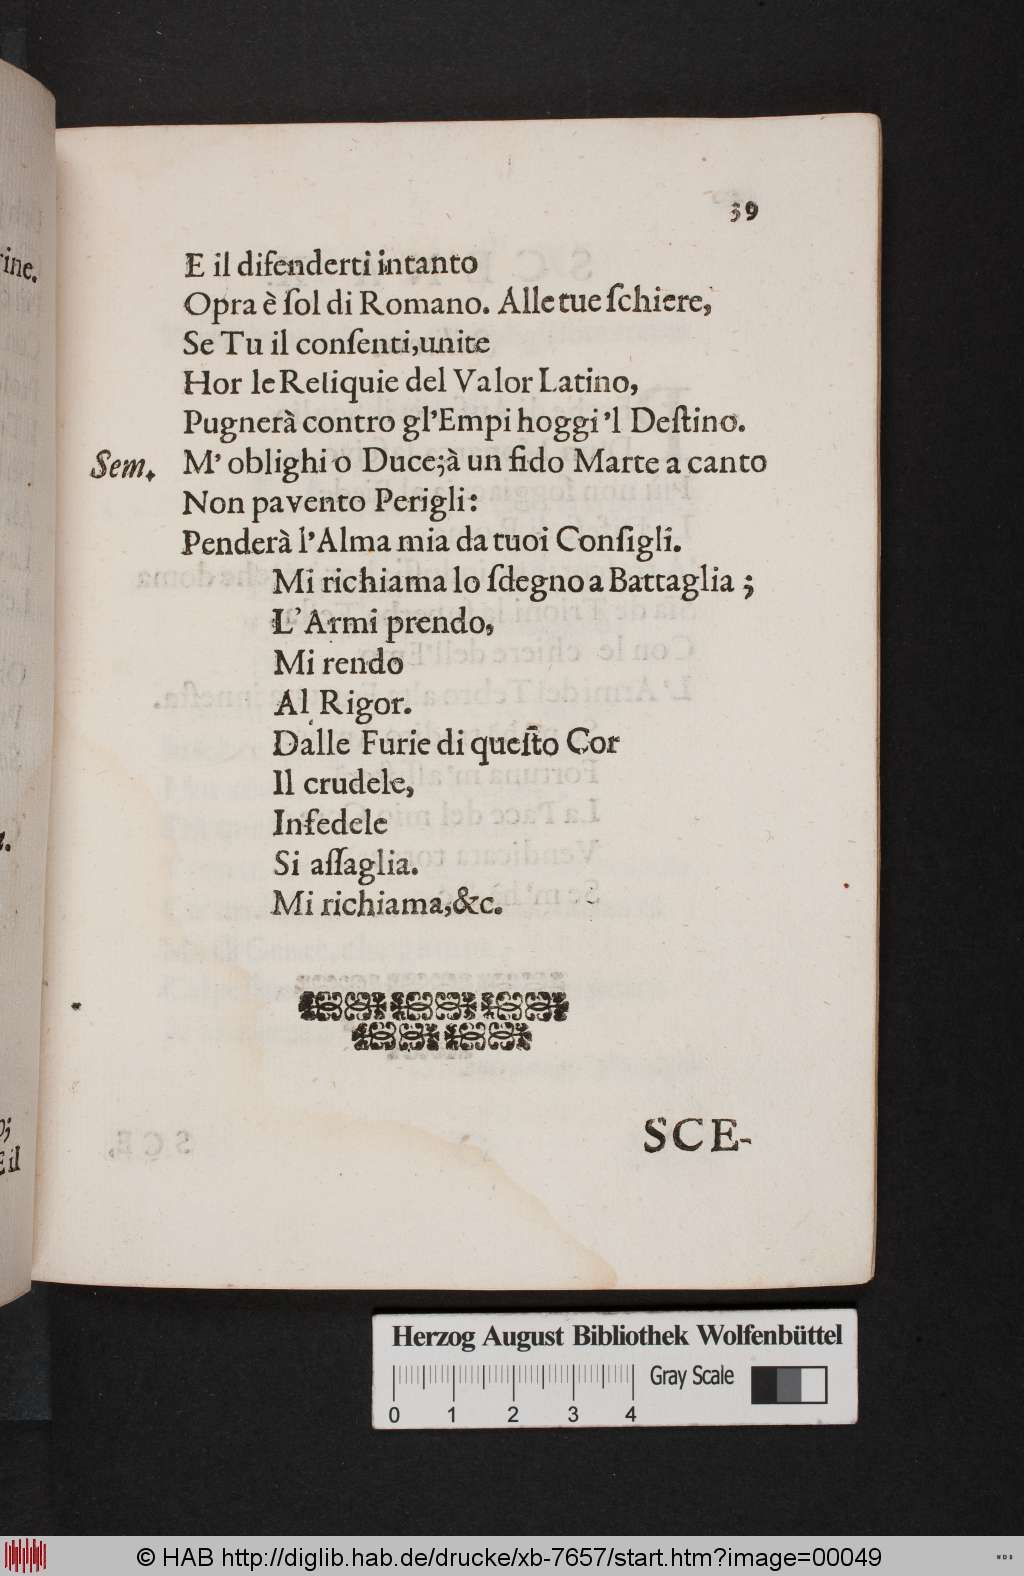 39
E il difenderti intanto
Opra è ſol di Romano. Alle tue ſchiere,
Se Tu il conſenti, unite
Hor le Reliquie del Valor Latino,
Pugnerà contro gl'Empi hoggi 'l Deſtino.
Sem. M' oblighi o Duce; à un fido Marte a canto
Non pavento Perigli:
Penderà l'Alma mia da tuoi Conſigli.
Mi richiama lo ſdegno a Battaglia;
L'Armi prendo,
Mi rendo
Al Rigor.
Dalle Furie di queſto Cor
Il crudele,
Infedele
Si aſſaglia.
Mi richiama, &c.
SCE-
rine.
o;
E il
Herzog August Bibliothek Wolfenbüttel
Gray Scale
0 1 2 3 4
© HAB http://diglib.hab.de/drucke/xb-7657/start.htm?image=00049